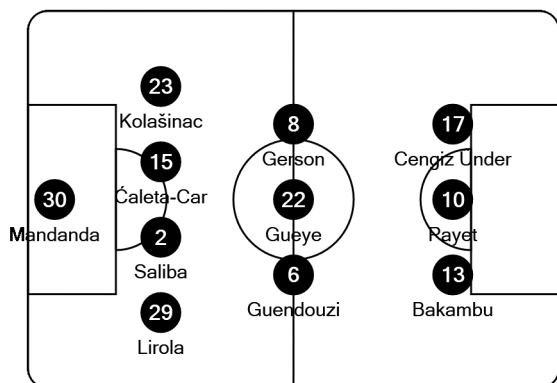 30
Mandanda
23
Kolašinac
15
Ćaleta-Car
2
Saliba
29
Lirola
8
Gerson
22
Gueye
6
Guendouzi
17
Cengiz Under
10
Payet
13
Bakambu